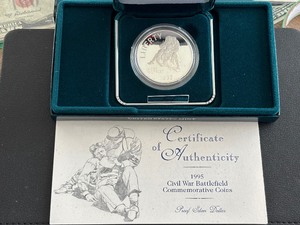 LIBERTY
Certificate
of Authenticity
1995
Civil War Battlefield
Commemorative Coins
Proof Silver Dollar